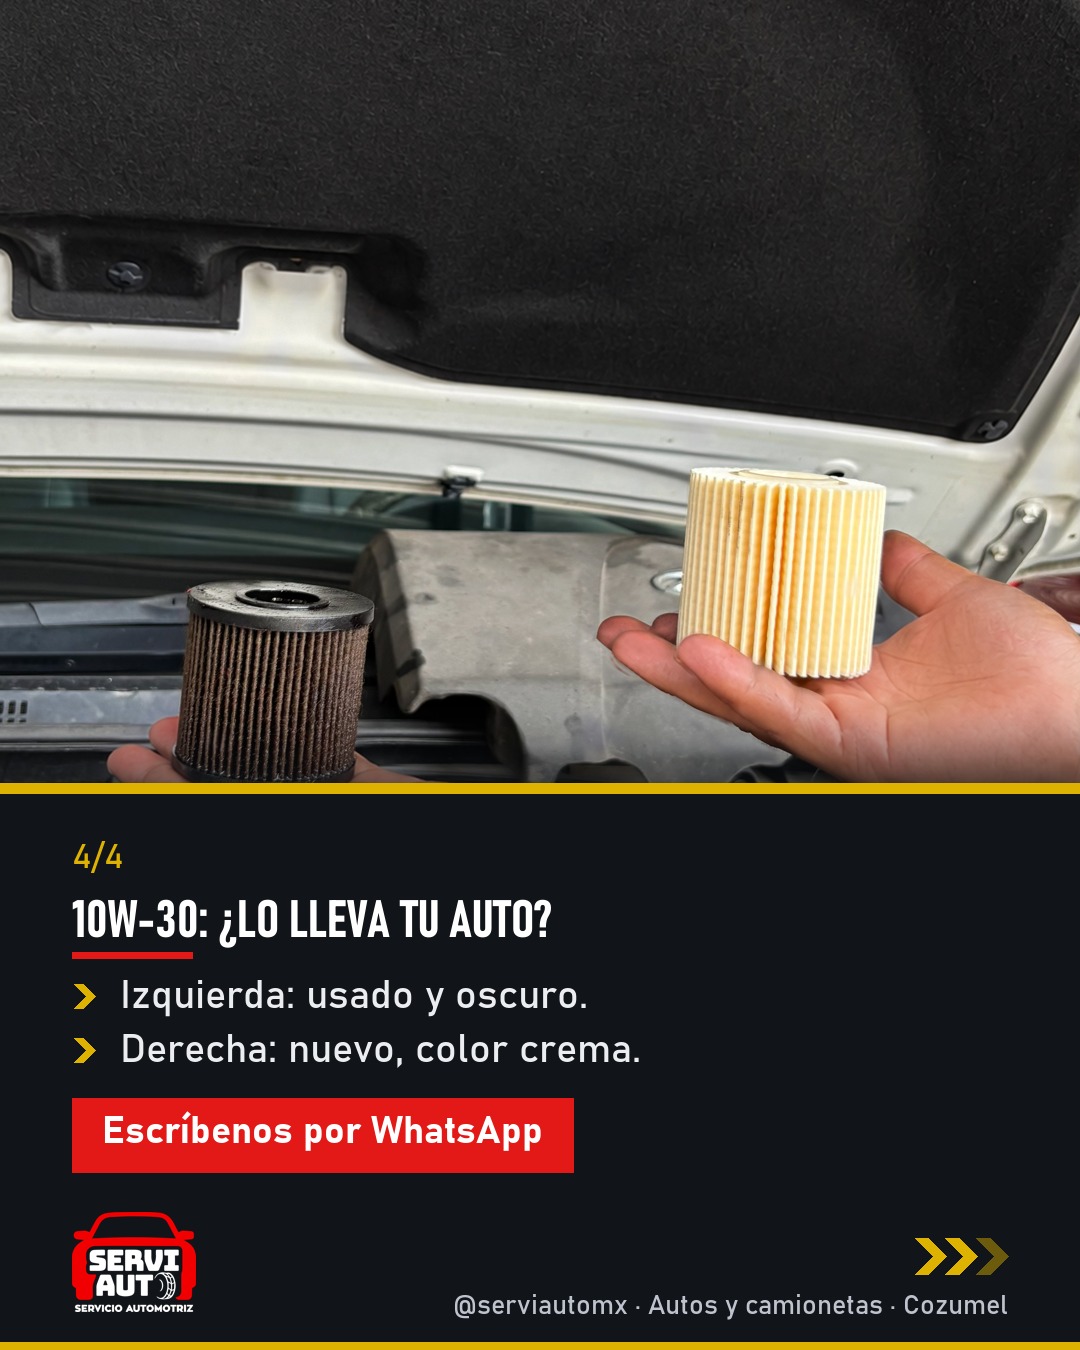 4/4
10W-30: ¿LO LLEVA TU AUTO?
Izquierda: usado y oscuro.
Derecha: nuevo, color crema.
Escríbenos por WhatsApp
SERVI
AUTO
SERVICIO AUTOMOTRIZ
@serviautomx · Autos y camionetas · Cozumel